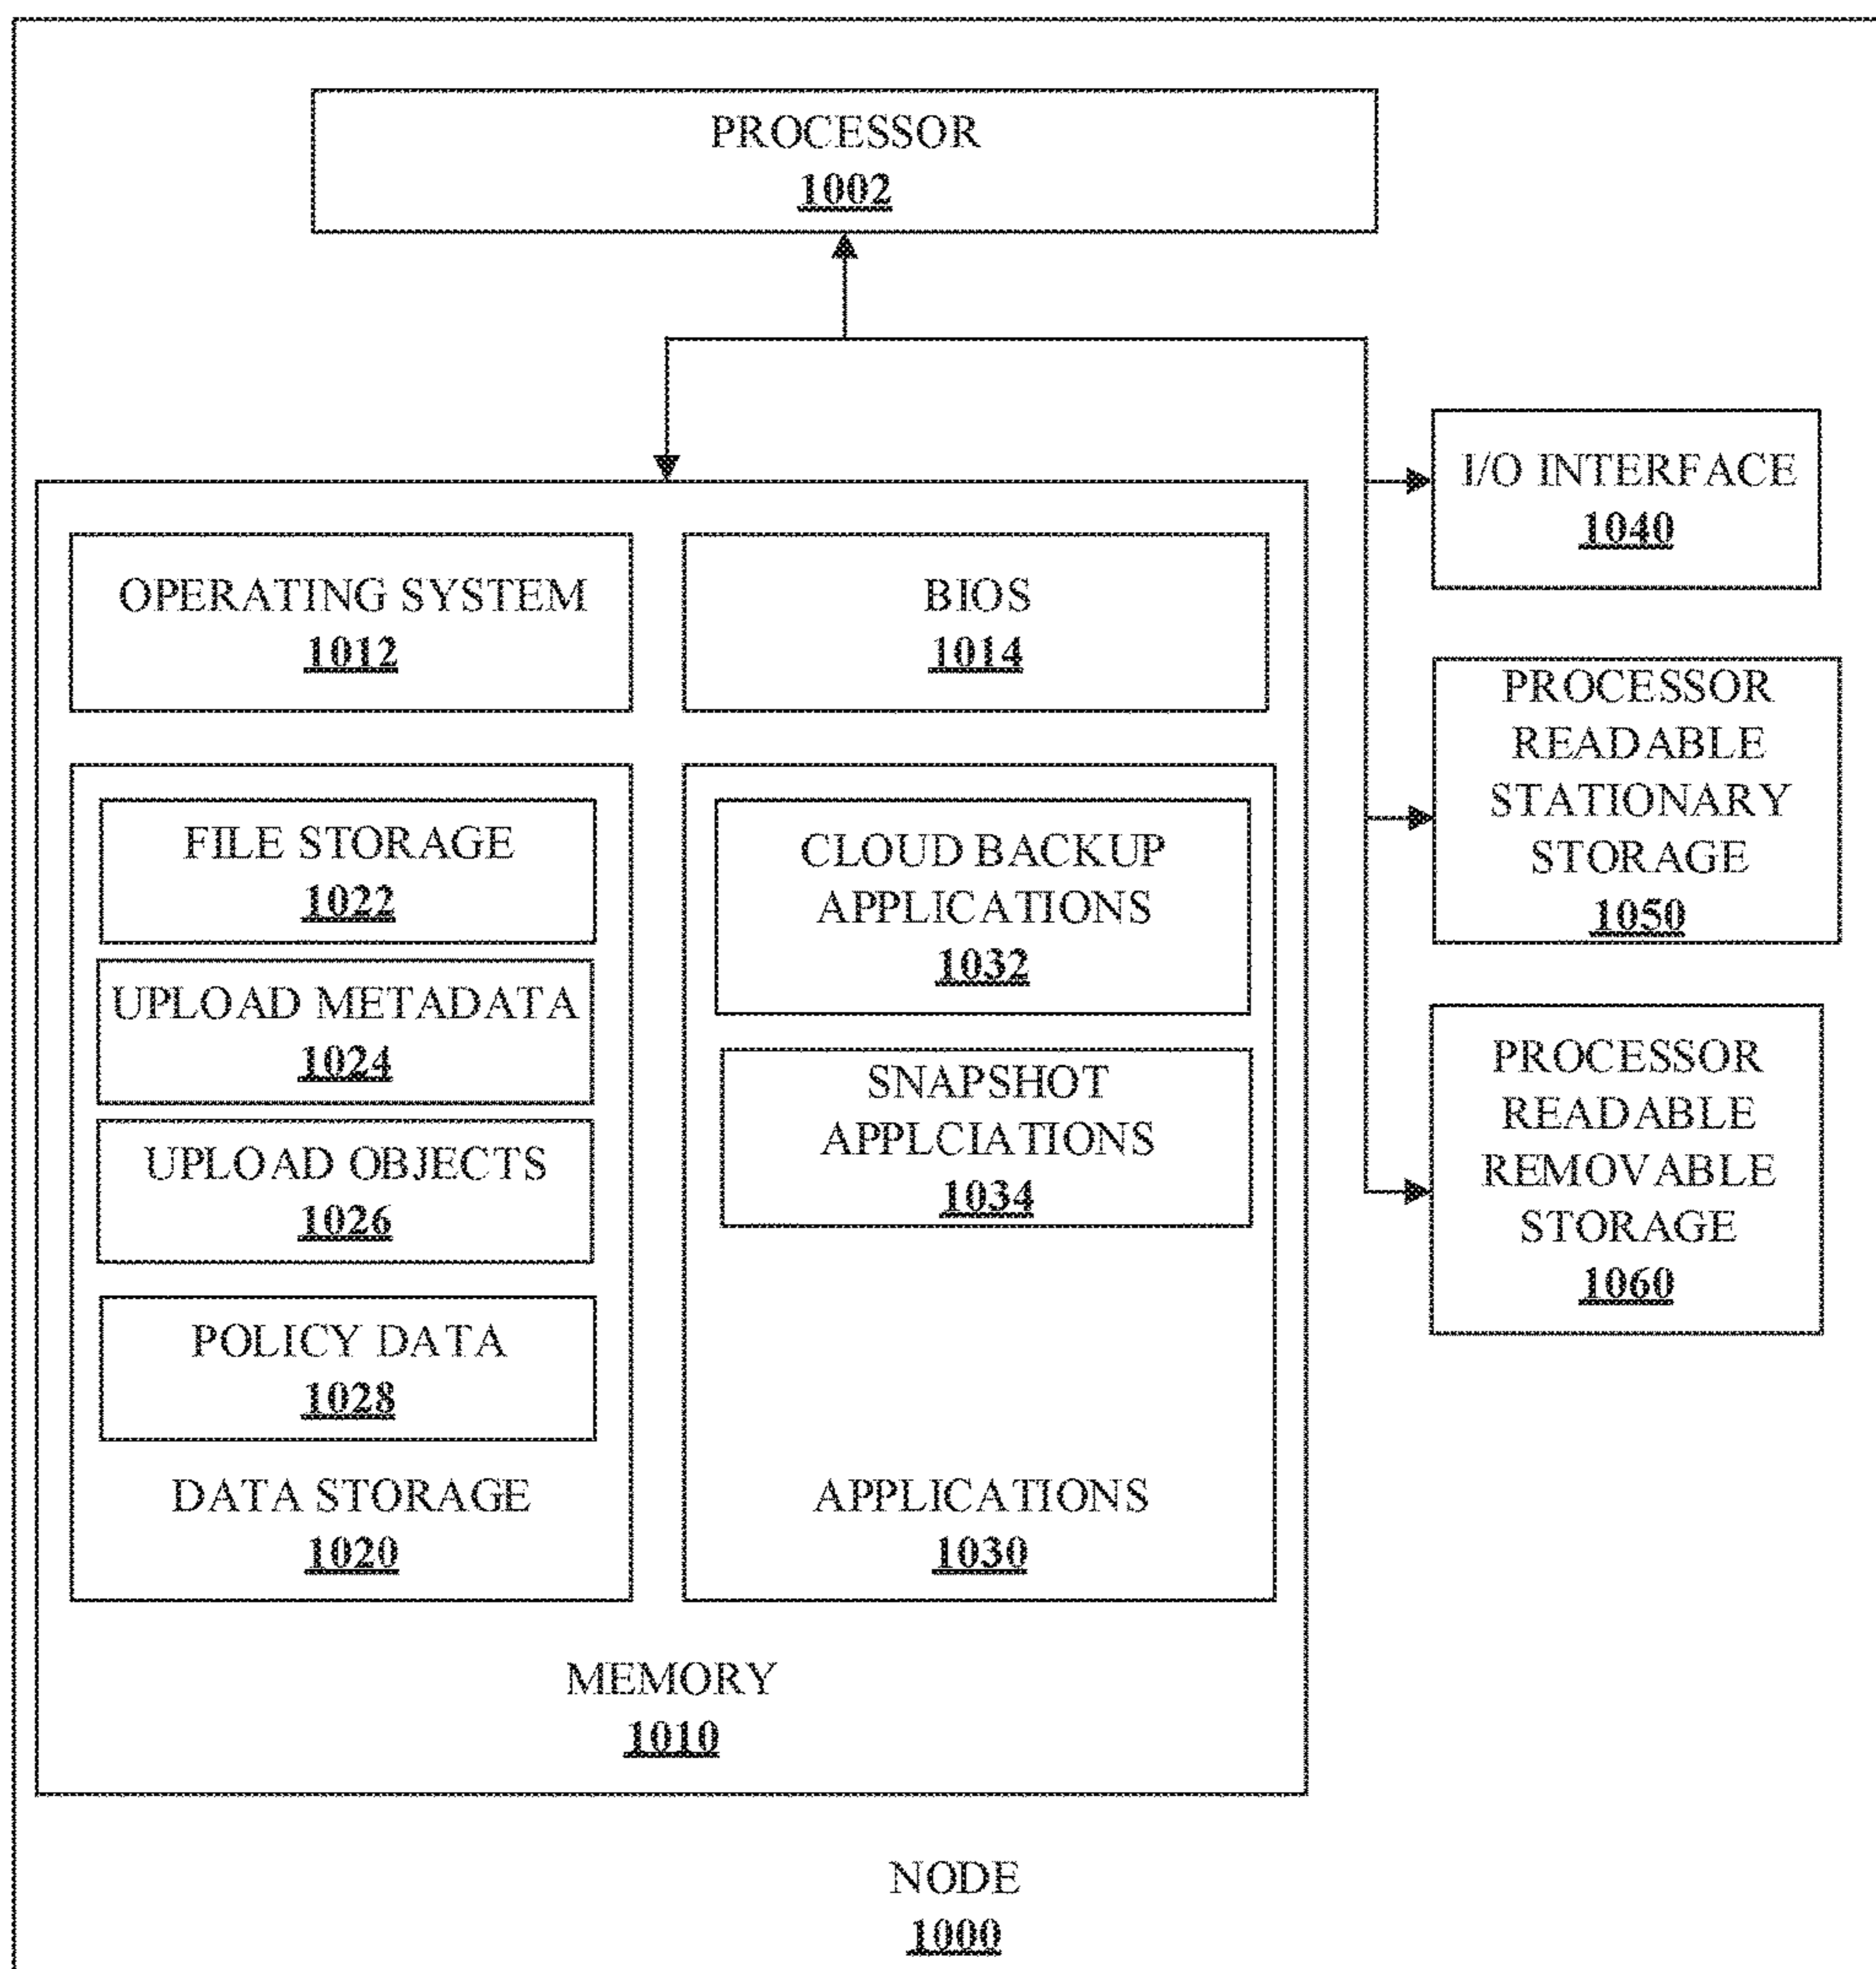 PROCESSOR
1002
I/O INTERFACE
1040
OPERATING SYSTEM
1012
BIOS
1014
PROCESSOR
READABLE
STATIONARY
STORAGE
1050
FILE STORAGE
1022
UPLOAD METADATA
1024
UPLOAD OBJECTS
1026
POLICY DATA
1028
DATA STORAGE
1020
CLOUD BACKUP
APPLICATIONS
1032
SNAPSHOT
APPLCIATIONS
1034
APPLICATIONS
1030
PROCESSOR
READABLE
REMOVABLE
STORAGE
1060
MEMORY
1010
NODE
1000